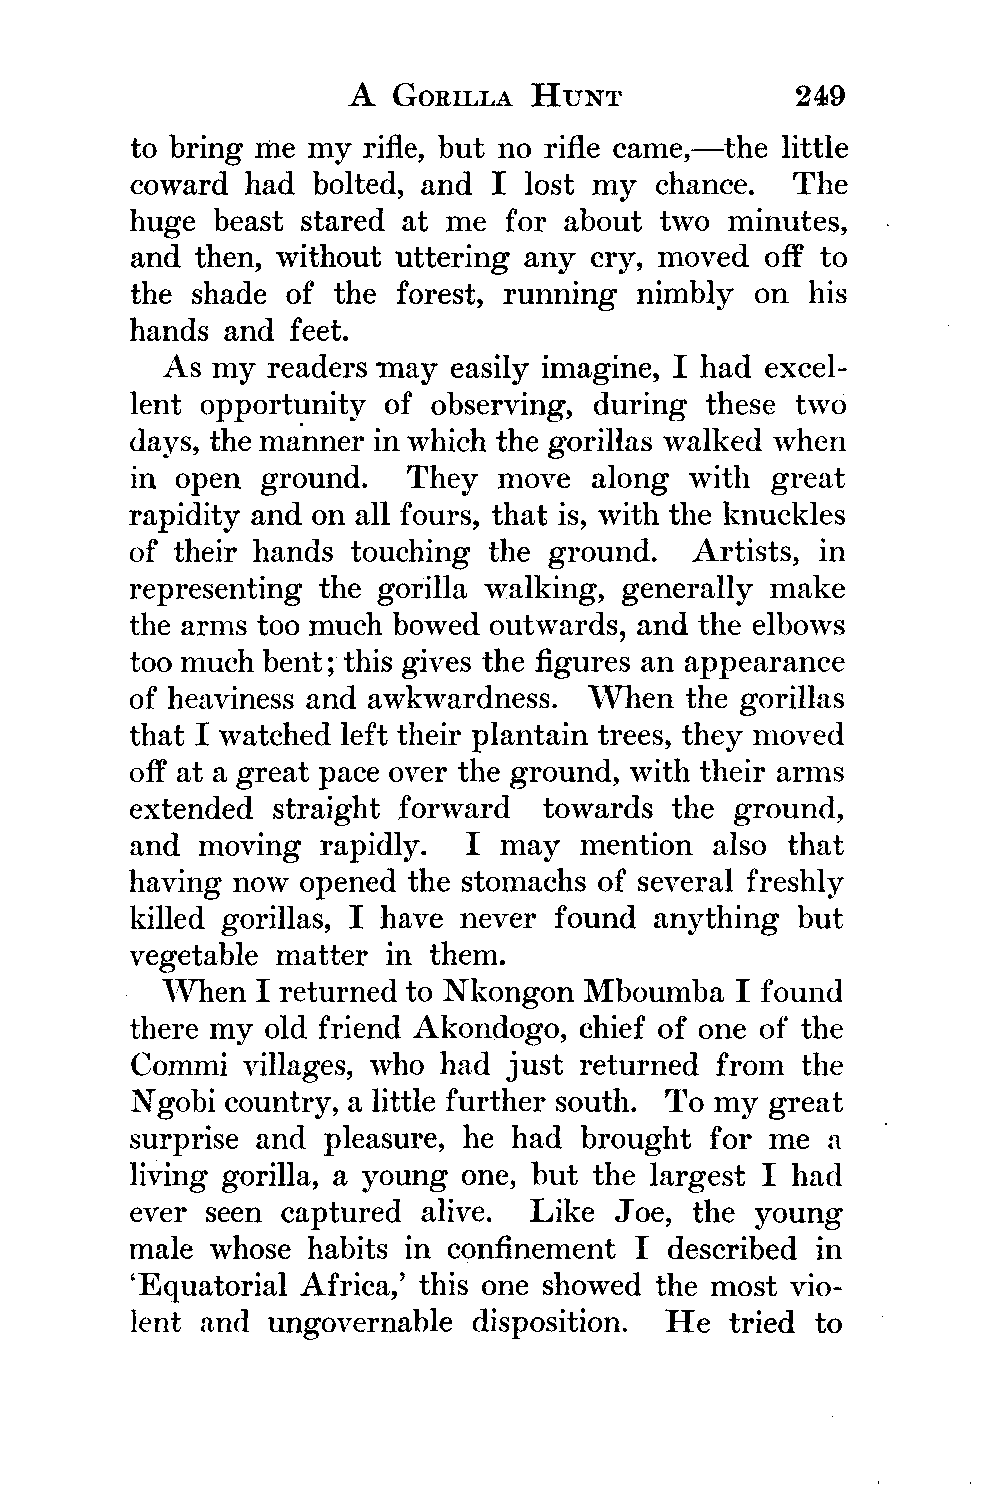 A Gorilla Hunt 249
to bring me my rifle, but no rifle came,—the little
coward had bolted, and I lost my chance. The
huge beast stared at me for about two minutes,
and then, without uttering any cry, moved off to
the shade of the forest, running nimbly on his
hands and feet.
As my readers may easily imagine, I had excel-
lent opportunity of observing, during these two
days, the manner in which the gorillas walked when
in open ground. They move along with great
rapidity and on all fours, that is, with the knuckles
of their hands touching the ground. Artists, in
representing the gorilla walking, generally make
the arms too much bowed outwards, and the elbows
too much bent; this gives the figures an appearance
of heaviness and awkwardness. When the gorillas
that I watched left their plantain trees, they moved
off at a great pace over the ground, with their arms
extended straight forward towards the ground,
and moving rapidly. I may mention also that
having now opened the stomachs of several freshly
killed gorillas, I have never found anything but
vegetable matter in them.
When I returned to Nkongon Mboumba I found
there my old friend Akondogo, chief of one of the
Commi villages, who had just returned from the
Ngobi country, a little further south. To my great
surprise and pleasure, he had brought for me a
living gorilla, a young one, but the largest I had
ever seen captured alive. Like Joe, the young
male whose habits in confinement I described in
‘Equatorial Africa,’ this one showed the most vio-
lent and ungovernable disposition. He tried to